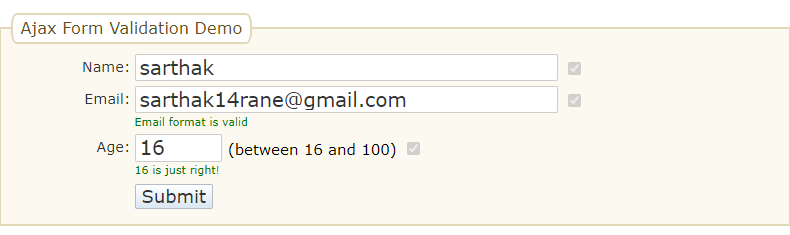 Ajax Form Validation Demo
Name: sarthak
Email: sarthak14rane@gmail.com
Email format is valid
Age: 16 (between 16 and 100)
16 is just right!
Submit